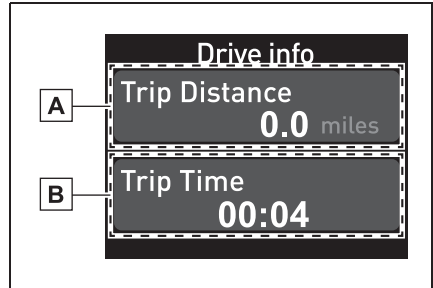 Drive info
A
Trip Distance
0.0 miles
B
Trip Time
00:04